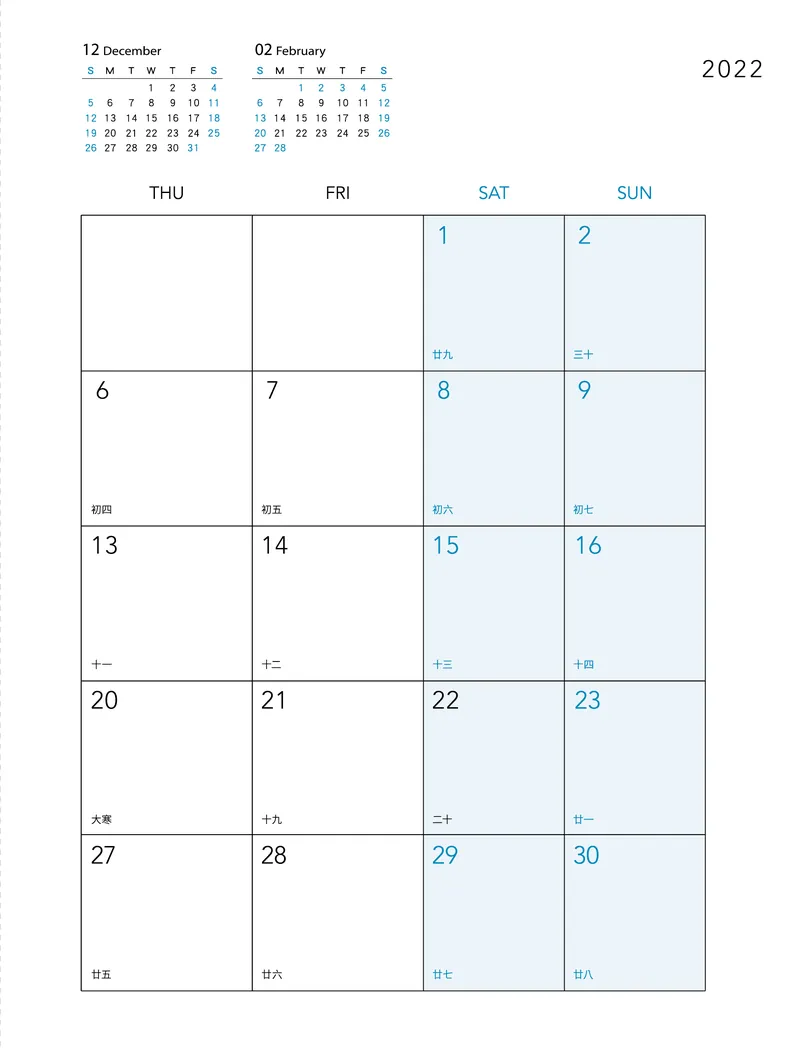 12 December
S M T W T F S
1 2 3 4
5 6 7 8 9 10 11
12 13 14 15 16 17 18
19 20 21 22 23 24 25
26 27 28 29 30 31
02 February
S M T W T F S
1 2 3 4 5
6 7 8 9 10 11 12
13 14 15 16 17 18 19
20 21 22 23 24 25 26
27 28
2022
THU FRI SAT SUN
1 2
廿九 三十
6 7 8 9
初四 初五 初六 初七
13 14 15 16
十一 十二 十三 十四
20 21 22 23
大寒 十九 二十 廿一
27 28 29 30
廿五 廿六 廿七 廿八